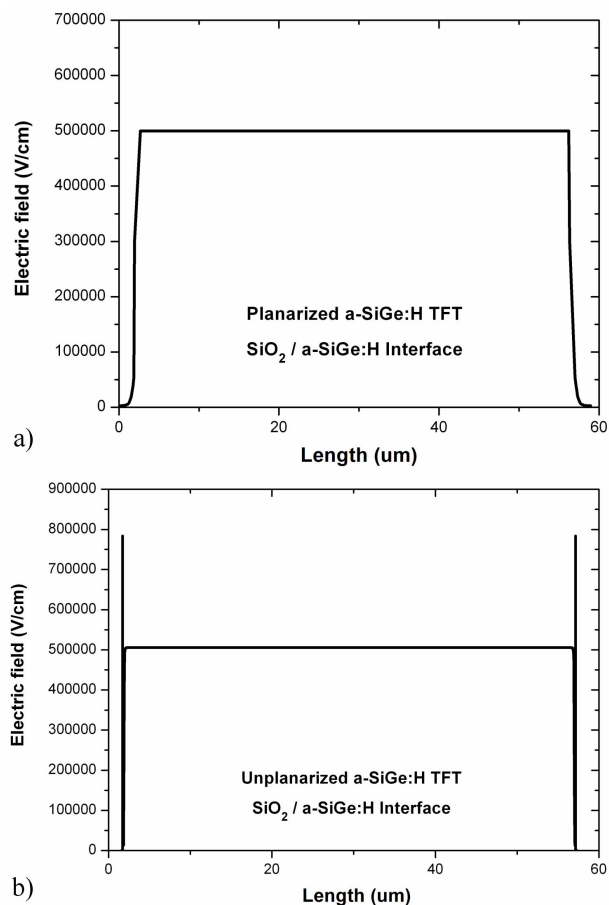 700000
600000
500000
400000
300000
200000
100000
0
Electric field (V/cm)
Planarized a-SiGe:H TFT
SiO2 / a-SiGe:H Interface
0 20 40 60
Length (um)
a)
900000
800000
700000
600000
500000
400000
300000
200000
100000
0
Electric field (V/cm)
Unplanarized a-SiGe:H TFT
SiO2 / a-SiGe:H Interface
0 20 40 60
Length (um)
b)